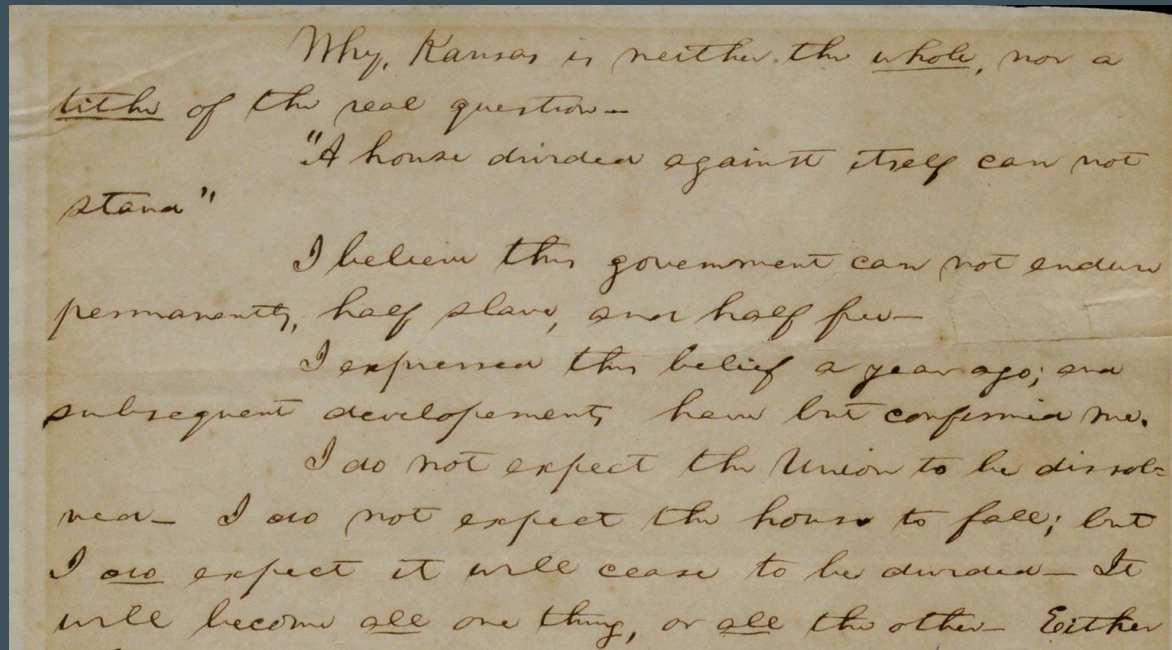 Why, Kansas is neither the whole, nor a
tithe of the real question—
"A house divided against itself can not
stand"
I believe this government can not endure
permanently, half slave, and half free—
I expressed this belief a year ago; and
subsequent developements have but confirmed me.
I do not expect the Union to be dissol=
ved— I do not expect the house to fall; but
I do expect it will cease to be divided— It
will become all one thing, or all the other— Either